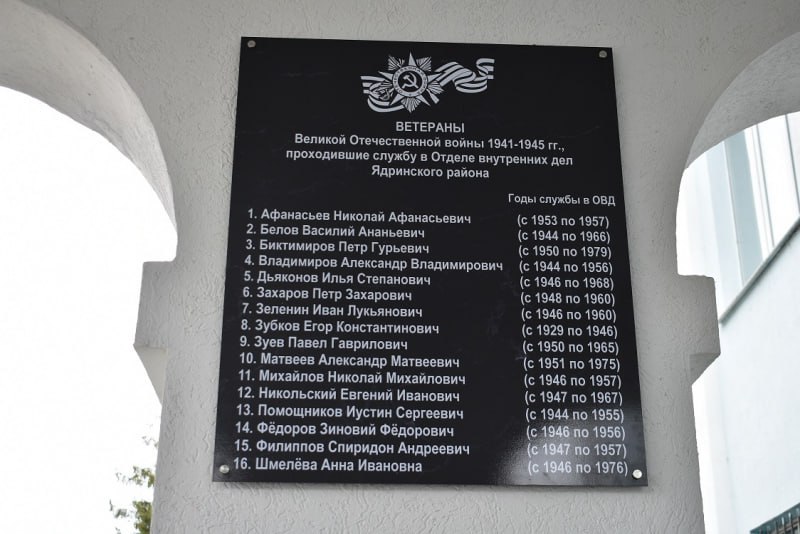 ВЕТЕРАНЫ
Великой Отечественной войны 1941-1945 гг.,
проходившие службу в Отделе внутренних дел
Ядринского района
Годы службы в ОВД
1. Афанасьев Николай Афанасьевич (с 1953 по 1957)
2. Белов Василий Ананьевич (с 1944 по 1966)
3. Биктимиров Петр Гурьевич (с 1950 по 1979)
4. Владимиров Александр Владимирович (с 1944 по 1956)
5. Дьяконов Илья Степанович (с 1946 по 1968)
6. Захаров Петр Захарович (с 1948 по 1960)
7. Зеленин Иван Лукьянович (с 1946 по 1960)
8. Зубков Егор Константинович (с 1929 по 1946)
9. Зуев Павел Гаврилович (с 1950 по 1965)
10. Матвеев Александр Матвеевич (с 1951 по 1975)
11. Михайлов Николай Михайлович (с 1946 по 1957)
12. Никольский Евгений Иванович (с 1947 по 1967)
13. Помощников Иустин Сергеевич (с 1944 по 1955)
14. Фёдоров Зиновий Фёдорович (с 1946 по 1956)
15. Филиппов Спиридон Андреевич (с 1947 по 1957)
16. Шмелёва Анна Ивановна (с 1946 по 1976)